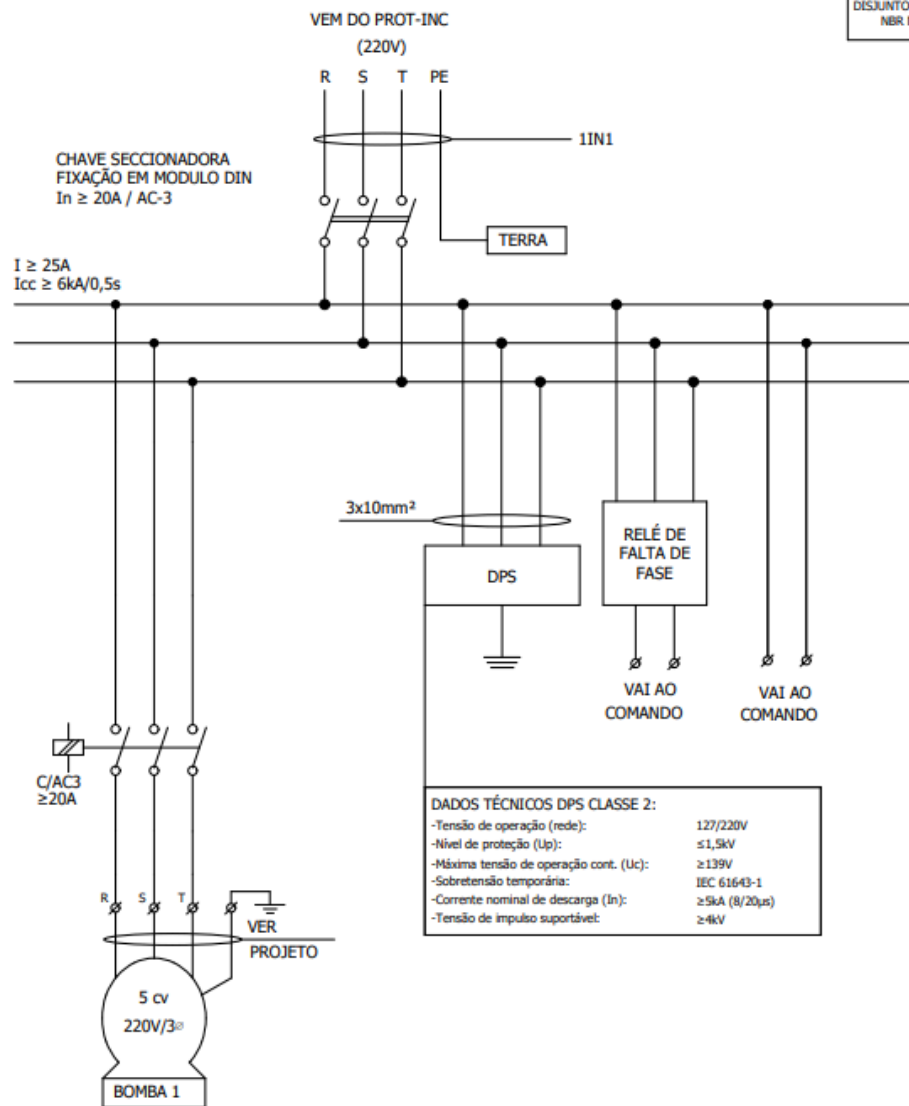 DISJUNTO
NBR
VEM DO PROT-INC
(220V)
R S T PE
1IN1
CHAVE SECCIONADORA
FIXAÇÃO EM MODULO DIN
In ≥ 20A / AC-3
TERRA
I ≥ 25A
Icc ≥ 6kA/0,5s
3x10mm²
DPS
RELÉ DE
FALTA DE
FASE
VAI AO
COMANDO
VAI AO
COMANDO
C/AC3
≥20A
DADOS TÉCNICOS DPS CLASSE 2:
-Tensão de operação (rede): 127/220V
-Nível de proteção (Up): ≤1,5kV
-Máxima tensão de operação cont. (Uc): ≥139V
-Sobretensão temporária: IEC 61643-1
-Corrente nominal de descarga (In): ≥5kA (8/20µs)
-Tensão de impulso suportável: ≥4kV
R S T
VER
PROJETO
5 cv
220V/3∅
BOMBA 1